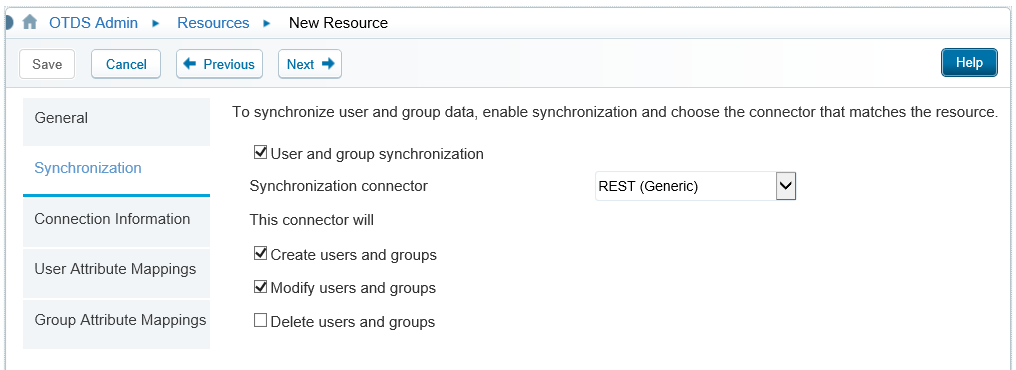 OTDS Admin ▸ Resources ▸ New Resource
Save Cancel Previous Next Help
General
To synchronize user and group data, enable synchronization and choose the connector that matches the resource.
User and group synchronization
Synchronization
Synchronization connector REST (Generic)
Connection Information
This connector will
Create users and groups
User Attribute Mappings
Modify users and groups
Group Attribute Mappings
Delete users and groups